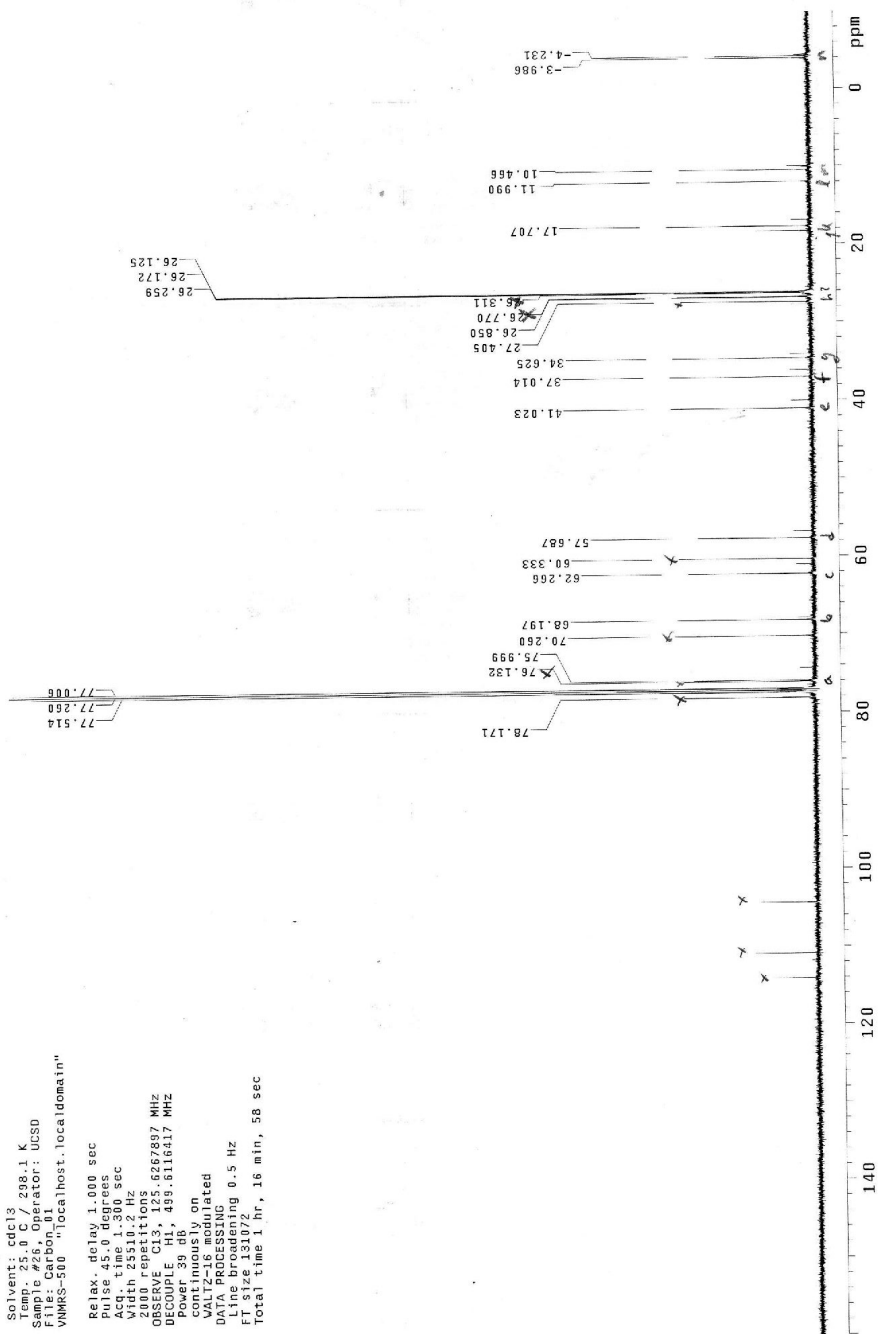 Solvent: cdcl3
Temp. 25.0 C / 298.1 K
Sample #26, Operator: UCSD
File: Carbon_01
VNMRS-500 "localhost.localdomain"
Relax. delay 1.000 sec
Pulse 45.0 degrees
Acq. time 1.300 sec
Width 25510.2 Hz
2000 repetitions
OBSERVE C13, 125.6267897 MHz
DECOUPLE H1, 499.6116417 MHz
Power 39 dB
continuously on
WALTZ-16 modulated
DATA PROCESSING
Line broadening 0.5 Hz
FT size 131072
Total time 1 hr, 16 min, 58 sec
78.171
77.514
77.260
77.006
76.132
75.999
70.260
68.197
62.266
60.333
57.687
41.023
37.014
34.625
27.405
26.850
26.770
26.311
26.259
26.172
26.125
17.707
11.990
10.466
-3.986
-4.231
a
b
c
d
e
f
g
h
n
140
120
100
80
60
40
20
0
ppm